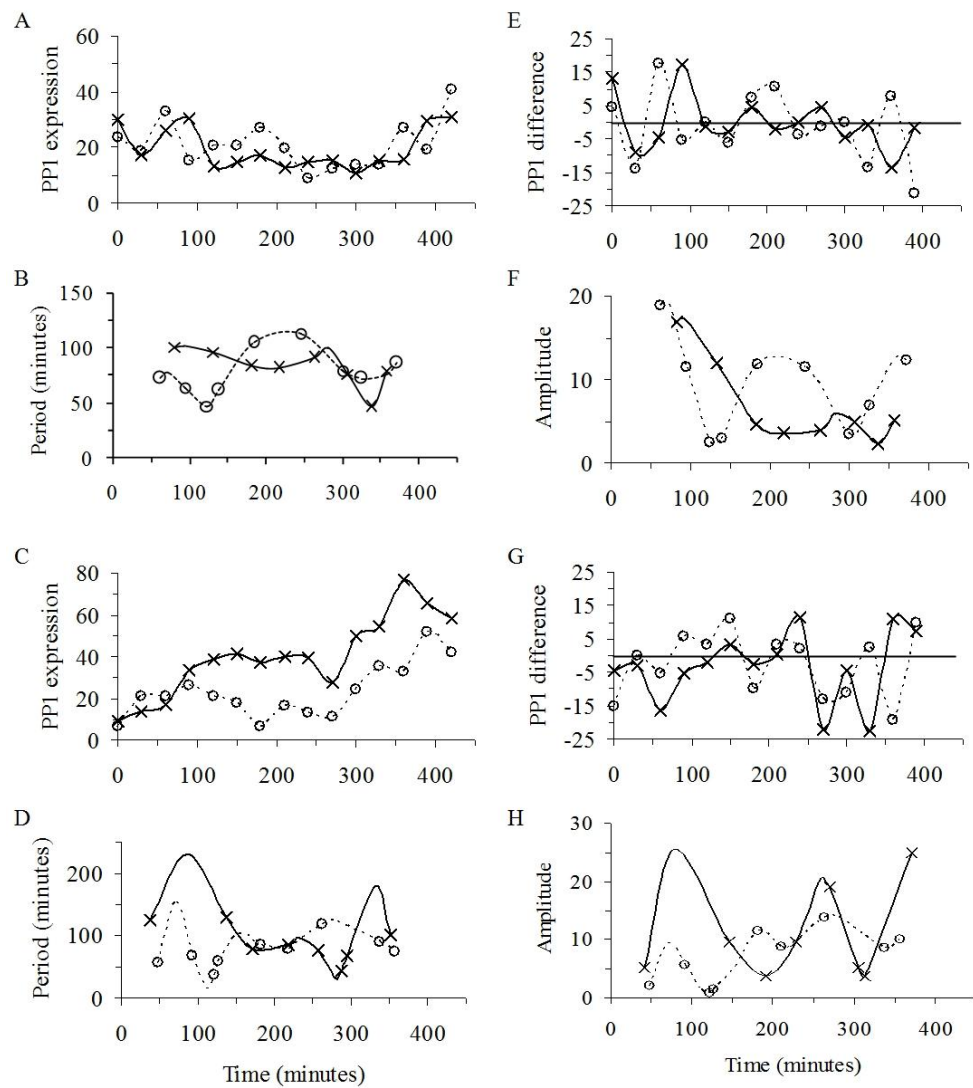 A
PP1 expression
60
40
20
0
0 100 200 300 400
B
Period (minutes)
150
100
50
0
0 100 200 300 400
C
PP1 expression
80
60
40
20
0
0 100 200 300 400
D
Period (minutes)
200
100
0
0 100 200 300 400
Time (minutes)
E
PP1 difference
25
15
5
-5
-15
-25
0 100 200 300 400
F
Amplitude
20
10
0
0 100 200 300 400
G
PP1 difference
25
15
5
-5
-15
-25
0 100 200 300 400
H
Amplitude
30
20
10
0
0 100 200 300 400
Time (minutes)